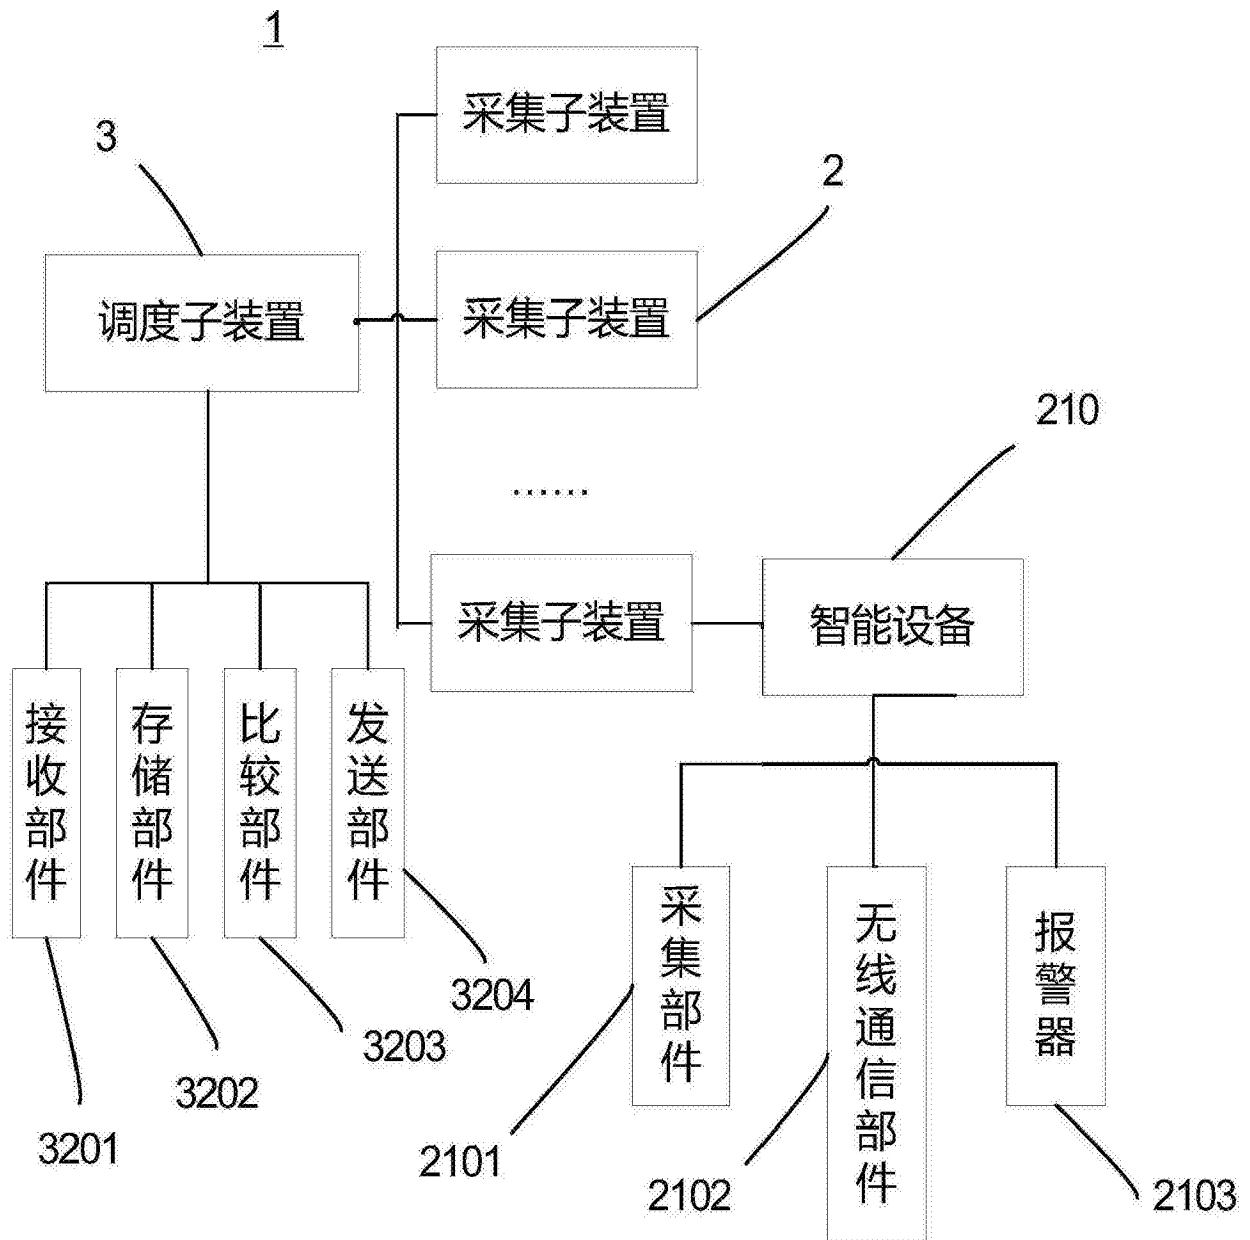 1
采集子装置
3
2
调度子装置
采集子装置
210
……
采集子装置
智能设备
接收部件
存储部件
比较部件
发送部件
采集部件
无线通信部件
报警器
3204
3203
3202
3201
2101
2102
2103